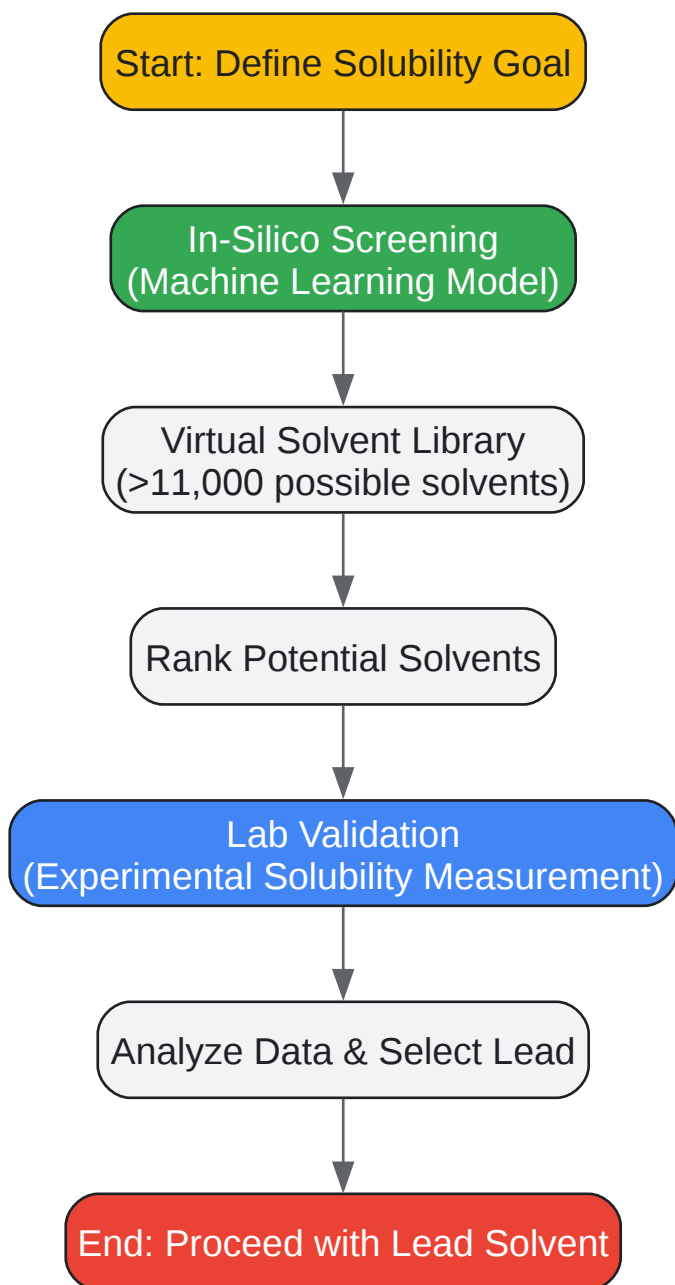 Start: Define Solubility Goal
In-Silico Screening
(Machine Learning Model)
Virtual Solvent Library
(>11,000 possible solvents)
Rank Potential Solvents
Lab Validation
(Experimental Solubility Measurement)
Analyze Data & Select Lead
End: Proceed with Lead Solvent